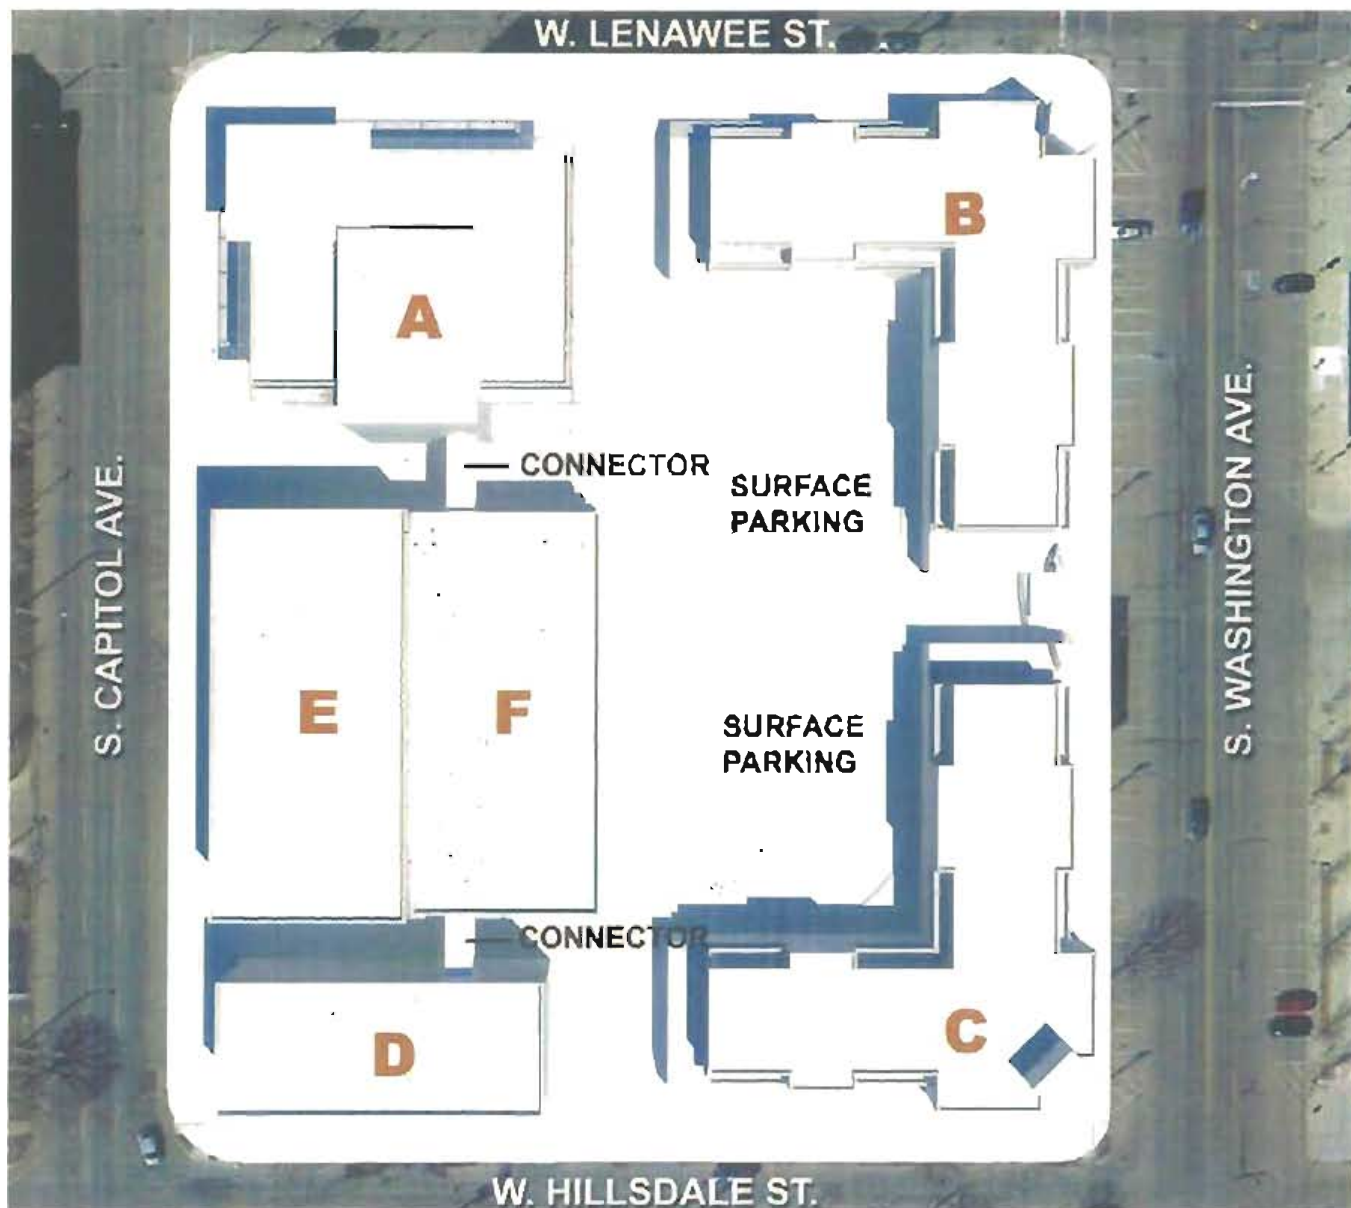 W. LENAWEE ST.
B
A
CONNECTOR
SURFACE
PARKING
S. CAPITOL AVE.
S. WASHINGTON AVE.
E
F
SURFACE
PARKING
CONNECTOR
D
C
W. HILLSDALE ST.